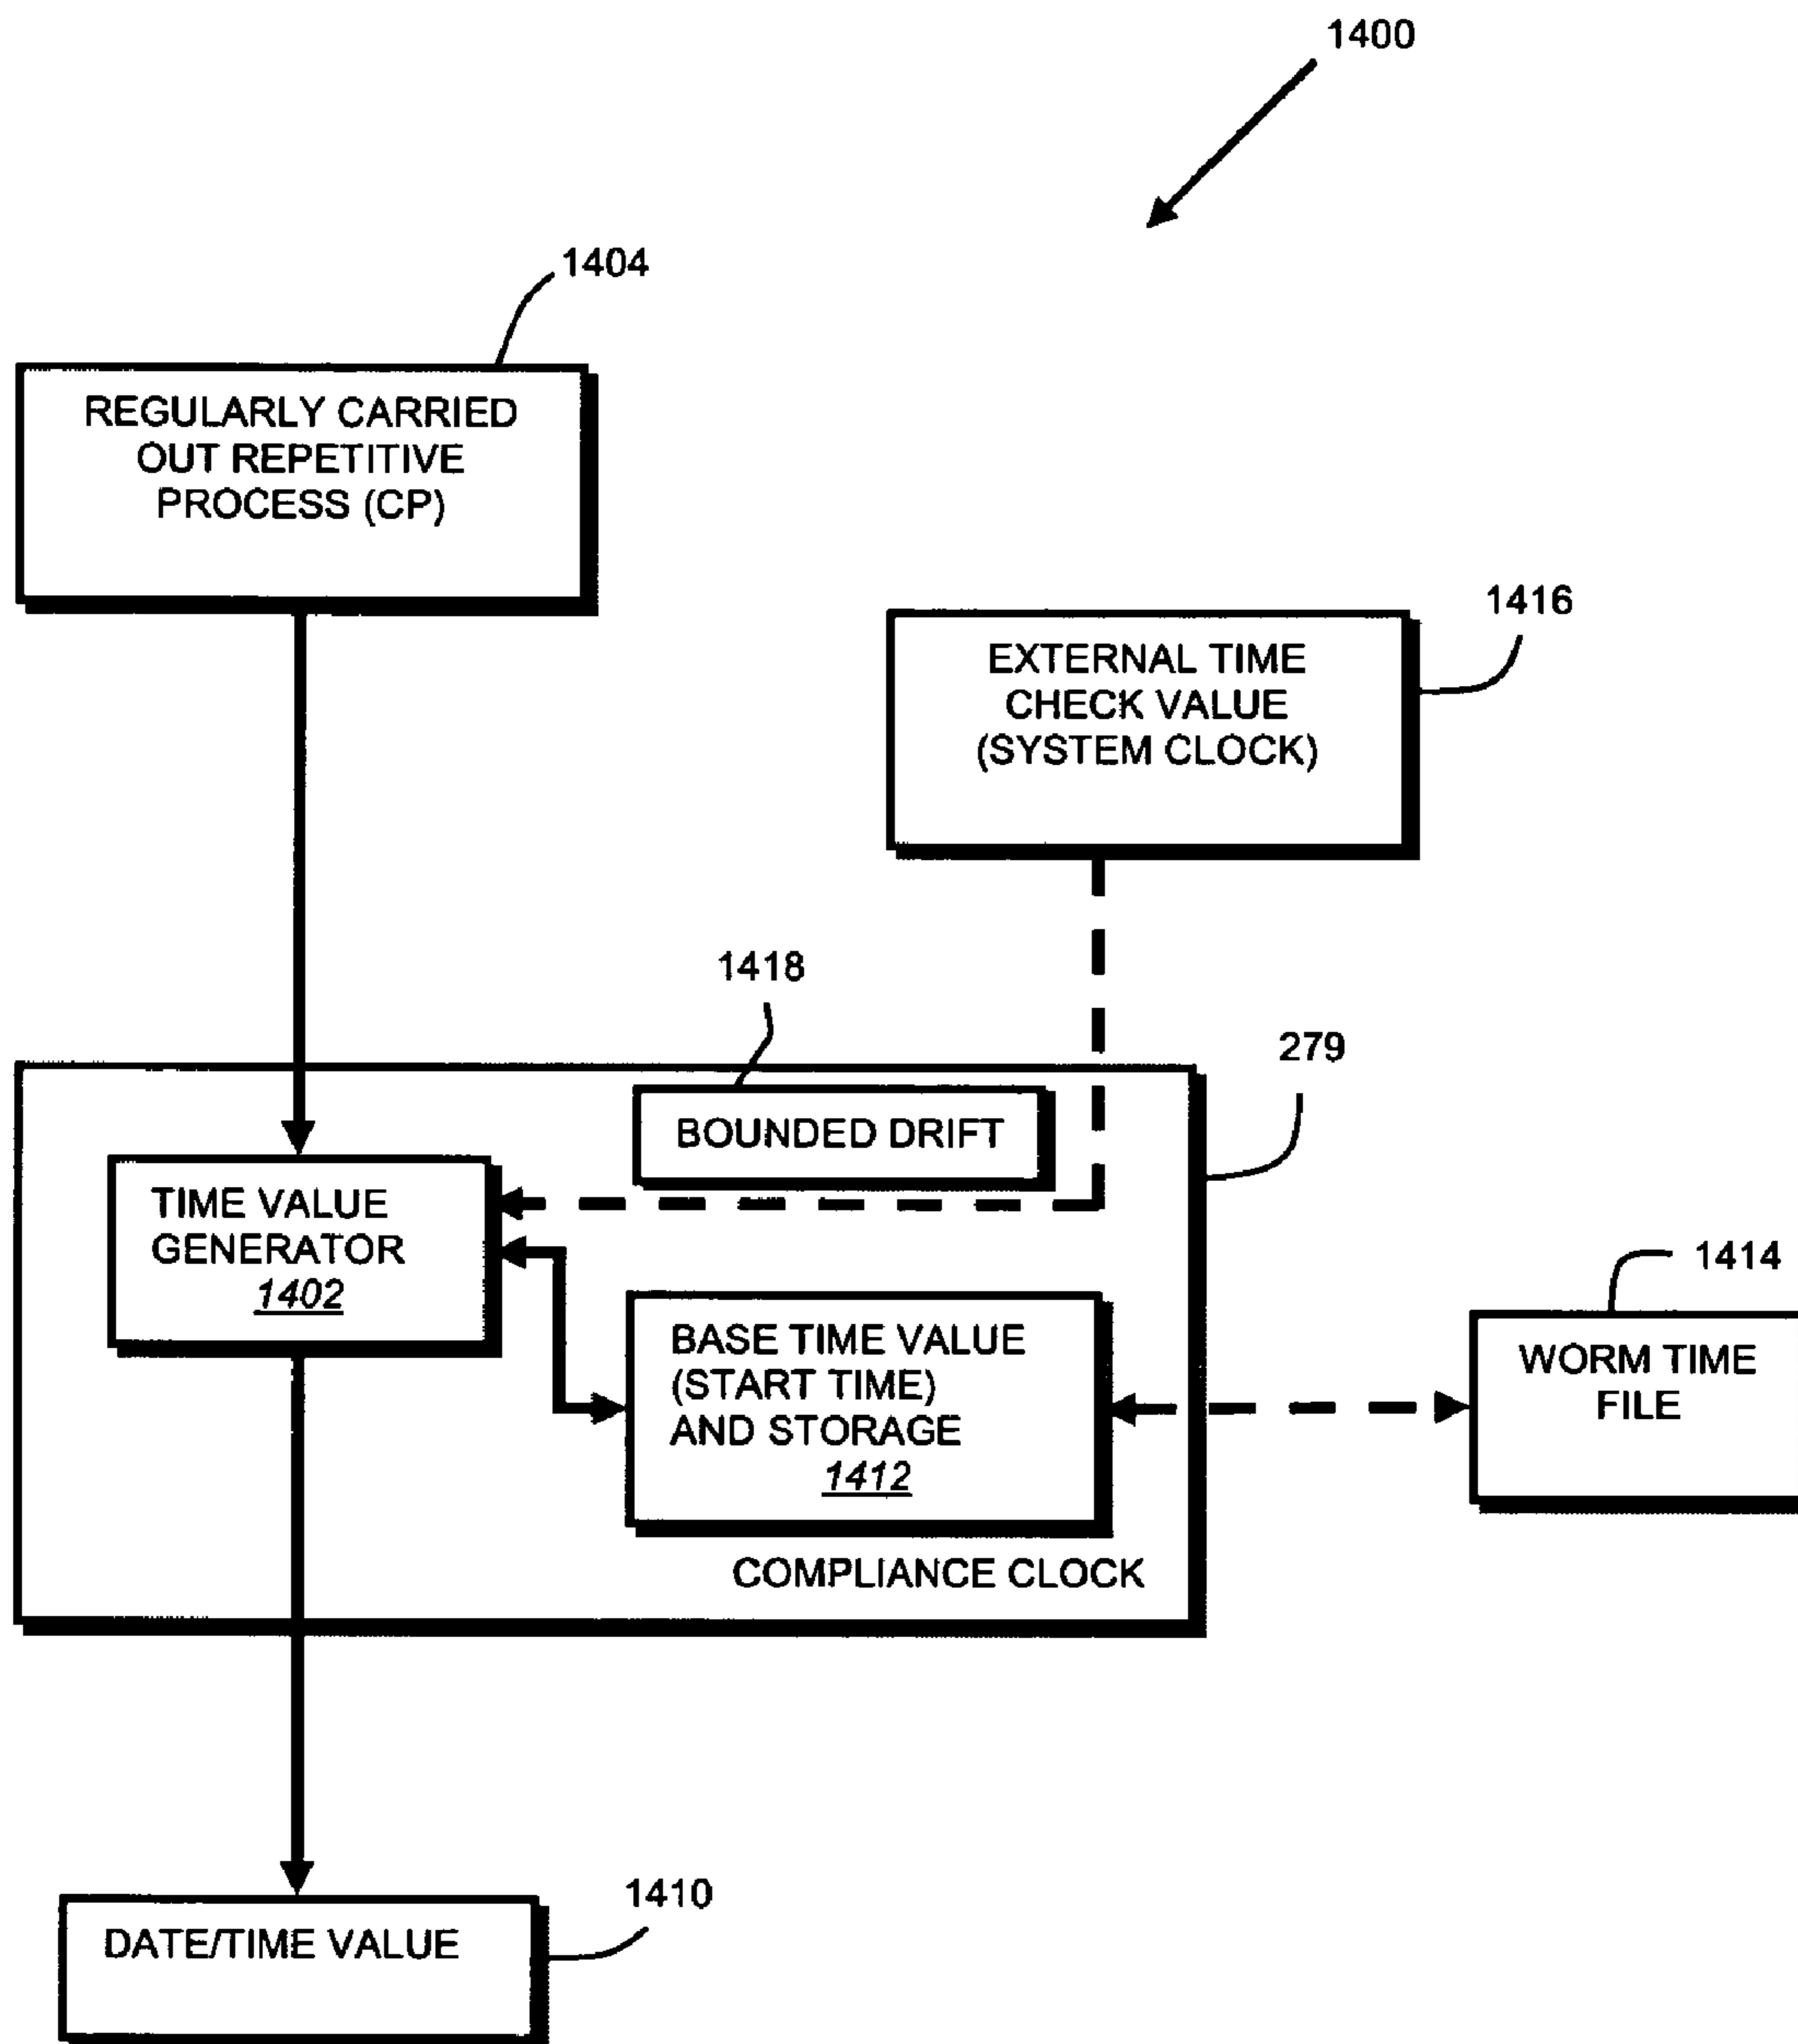 1400
1404
REGULARLY CARRIED
OUT REPETITIVE
PROCESS (CP)
1416
EXTERNAL TIME
CHECK VALUE
(SYSTEM CLOCK)
1418
279
BOUNDED DRIFT
TIME VALUE
GENERATOR
1402
1414
BASE TIME VALUE
(START TIME)
AND STORAGE
1412
WORM TIME
FILE
COMPLIANCE CLOCK
1410
DATE/TIME VALUE